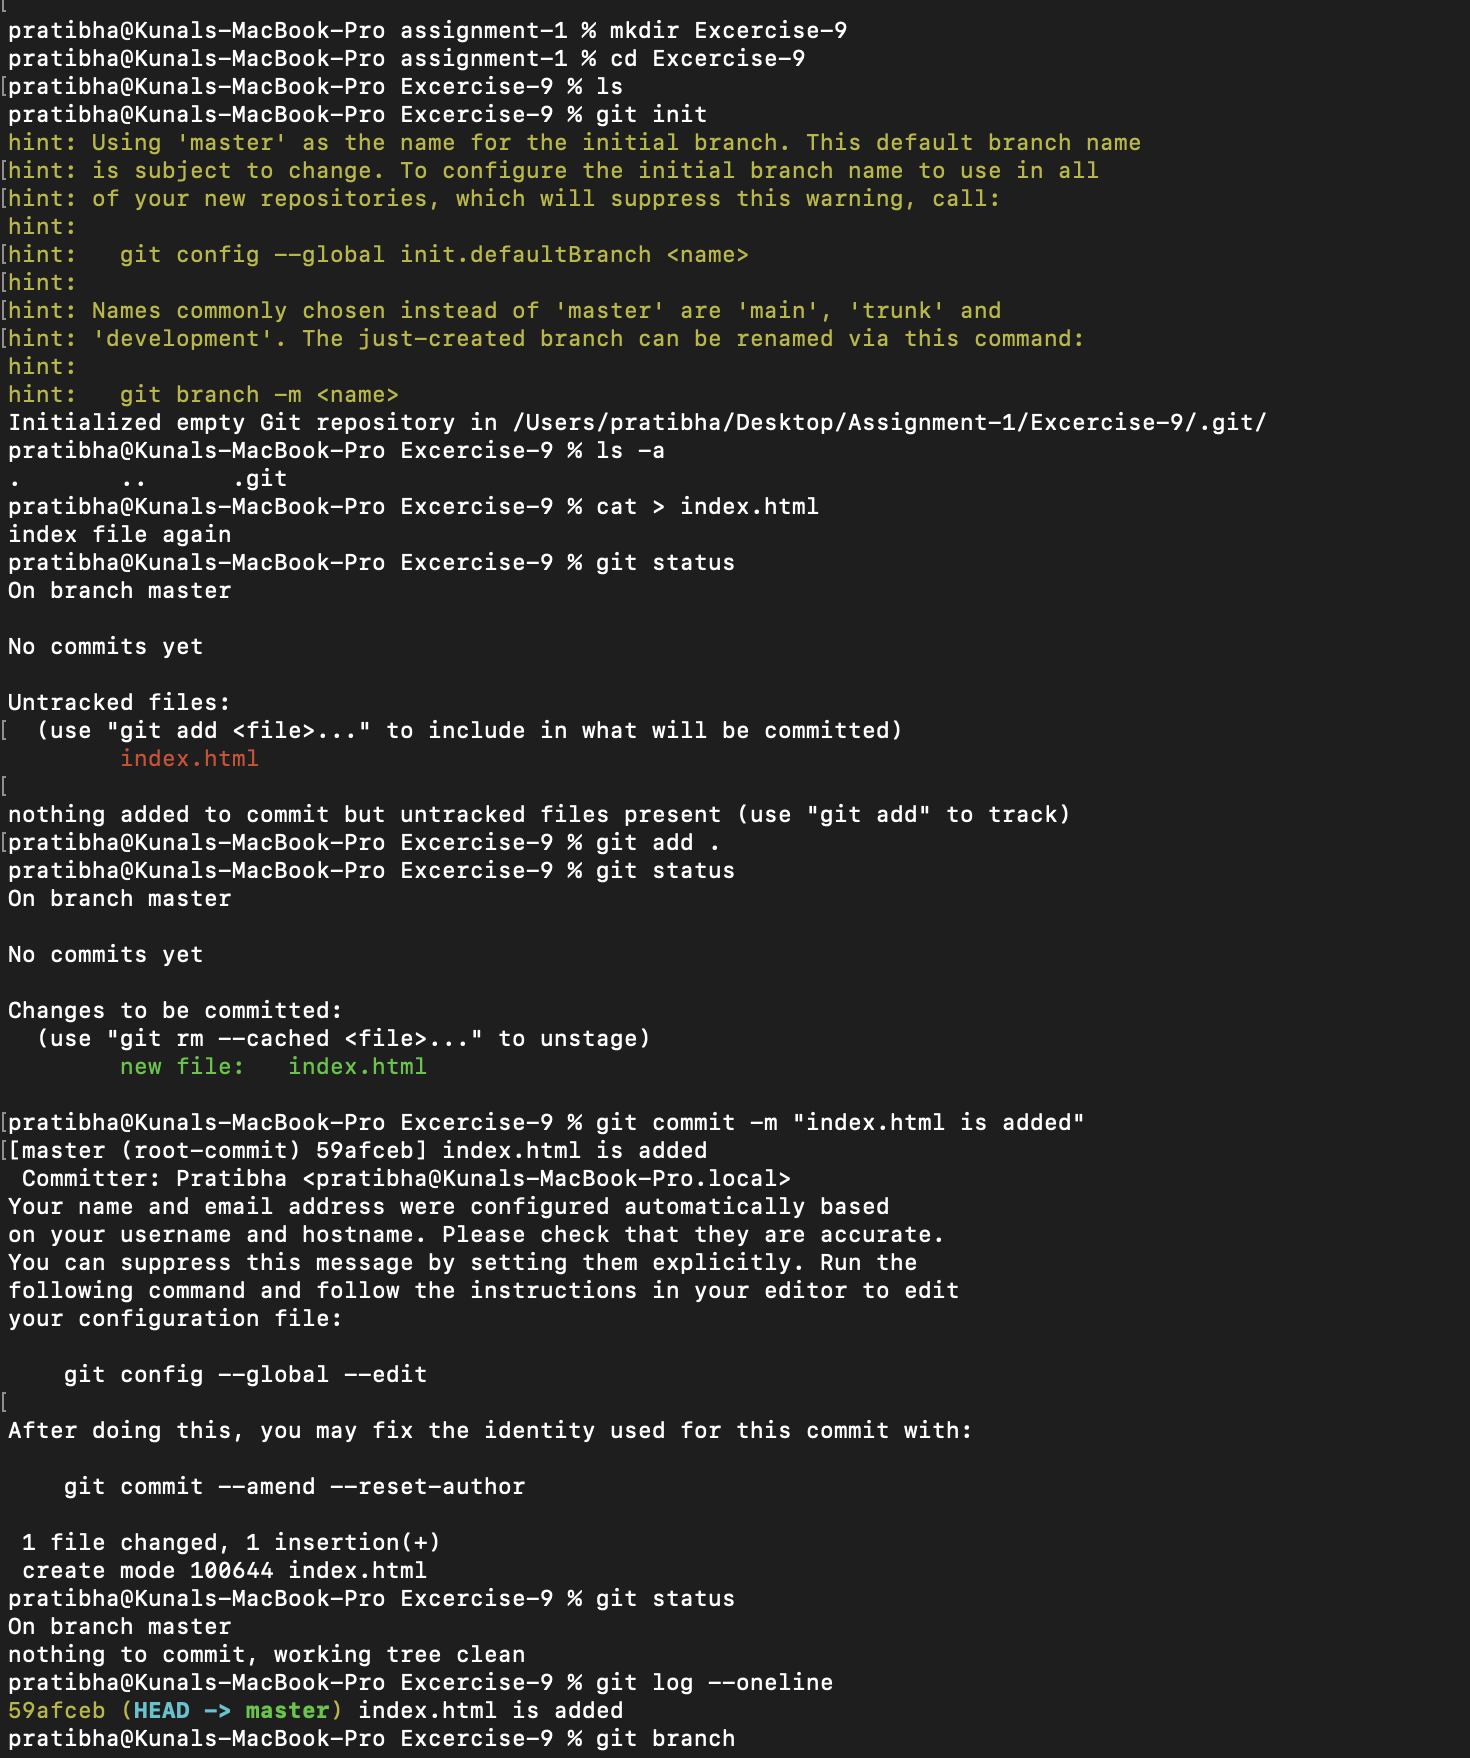 [
pratibha@Kunals-MacBook-Pro assignment-1 % mkdir Excercise-9
pratibha@Kunals-MacBook-Pro assignment-1 % cd Excercise-9
[pratibha@Kunals-MacBook-Pro Excercise-9 % ls
pratibha@Kunals-MacBook-Pro Excercise-9 % git init
hint: Using 'master' as the name for the initial branch. This default branch name
[hint: is subject to change. To configure the initial branch name to use in all
[hint: of your new repositories, which will suppress this warning, call:
hint:
[hint:   git config --global init.defaultBranch <name>
[hint:
[hint: Names commonly chosen instead of 'master' are 'main', 'trunk' and
[hint: 'development'. The just-created branch can be renamed via this command:
hint:
hint:   git branch -m <name>
Initialized empty Git repository in /Users/pratibha/Desktop/Assignment-1/Excercise-9/.git/
pratibha@Kunals-MacBook-Pro Excercise-9 % ls -a
.       ..      .git
pratibha@Kunals-MacBook-Pro Excercise-9 % cat > index.html
index file again
pratibha@Kunals-MacBook-Pro Excercise-9 % git status
On branch master

No commits yet

Untracked files:
[  (use "git add <file>..." to include in what will be committed)
        index.html
[
nothing added to commit but untracked files present (use "git add" to track)
[pratibha@Kunals-MacBook-Pro Excercise-9 % git add .
pratibha@Kunals-MacBook-Pro Excercise-9 % git status
On branch master

No commits yet

Changes to be committed:
  (use "git rm --cached <file>..." to unstage)
        new file:   index.html

[pratibha@Kunals-MacBook-Pro Excercise-9 % git commit -m "index.html is added"
[[master (root-commit) 59afceb] index.html is added
 Committer: Pratibha <pratibha@Kunals-MacBook-Pro.local>
Your name and email address were configured automatically based
on your username and hostname. Please check that they are accurate.
You can suppress this message by setting them explicitly. Run the
following command and follow the instructions in your editor to edit
your configuration file:

    git config --global --edit
[
After doing this, you may fix the identity used for this commit with:

    git commit --amend --reset-author

 1 file changed, 1 insertion(+)
 create mode 100644 index.html
pratibha@Kunals-MacBook-Pro Excercise-9 % git status
On branch master
nothing to commit, working tree clean
pratibha@Kunals-MacBook-Pro Excercise-9 % git log --oneline
59afceb (HEAD -> master) index.html is added
pratibha@Kunals-MacBook-Pro Excercise-9 % git branch